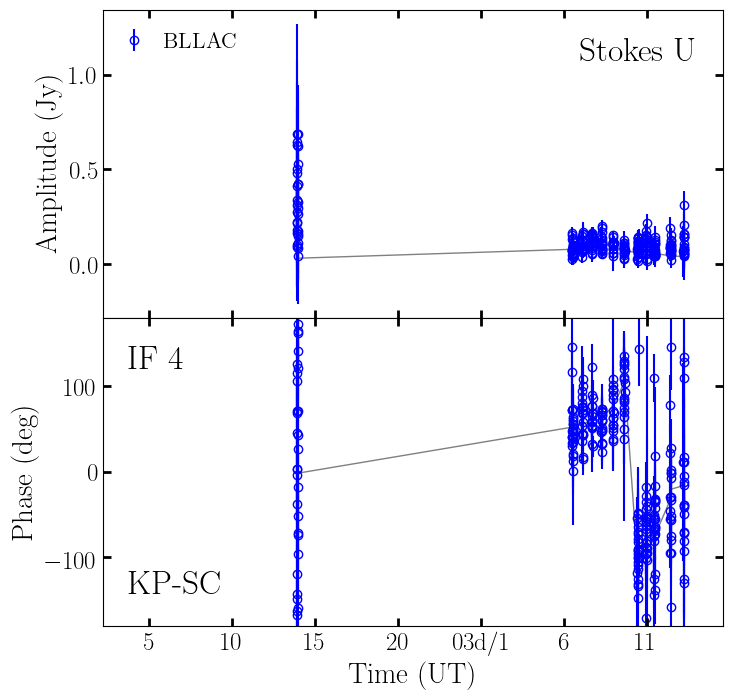 BLLAC
Stokes U
1.0
0.5
0.0
Amplitude (Jy)
IF 4
100
0
−100
Phase (deg)
KP-SC
5 10 15 20 03d/1 6 11
Time (UT)